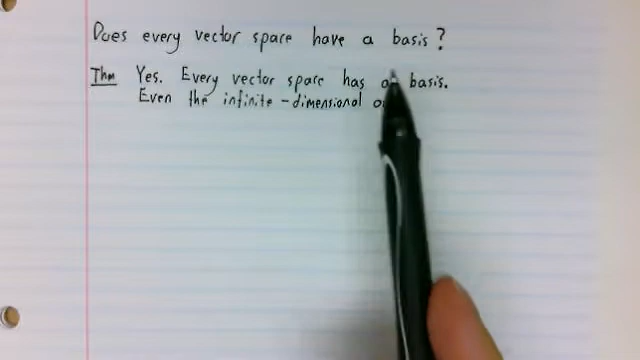 Does every vector space have a basis?
Thm Yes. Every vector space has a basis.
Even the infinite-dimensional